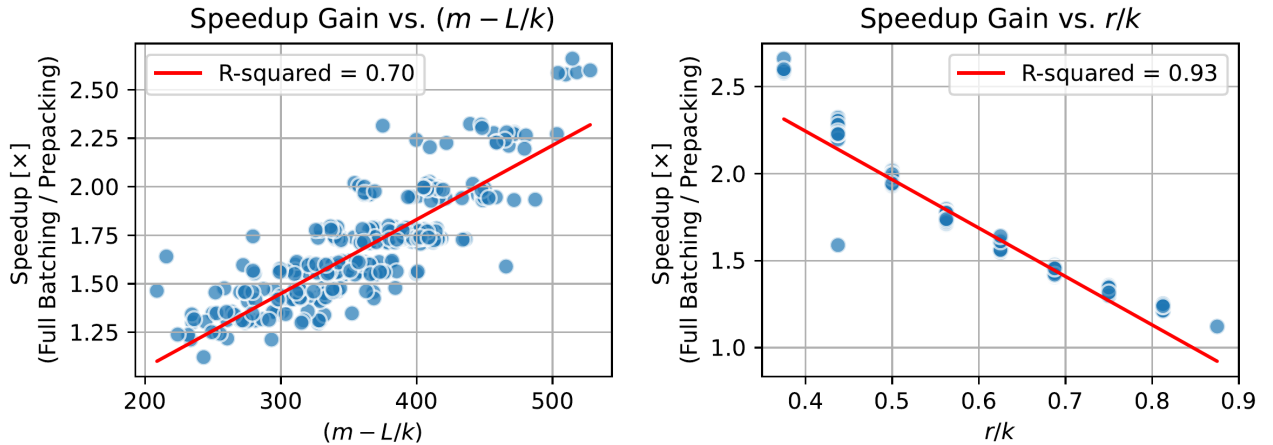 Speedup Gain vs. (m − L/k)
Speedup [×]
(Full Batching / Prepacking)
2.50
2.25
2.00
1.75
1.50
1.25
R-squared = 0.70
200
300
400
500
(m − L/k)
Speedup Gain vs. r/k
Speedup [×]
(Full Batching / Prepacking)
2.5
2.0
1.5
1.0
R-squared = 0.93
0.4
0.5
0.6
0.7
0.8
0.9
r/k